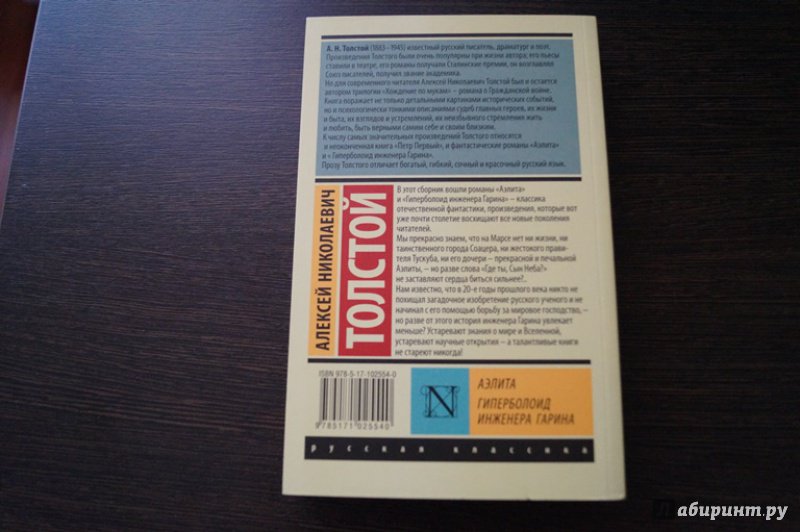 А. Н. Толстой (1883–1945) известный русский писатель, драматург и поэт.
Произведения Толстого были очень популярны при жизни автора; его пьесы
ставили в театре, его романы получали Сталинские премии, он возглавлял
Союз писателей, получил звание академика.
Но для современного читателя Алексей Николаевич Толстой был и остается
автором трилогии «Хождение по мукам» – романа о Гражданской войне.
Книга поражает не только детальными картинами исторических событий,
но и психологически тонкими описаниями судеб главных героев, их жизни
и быта, их взглядов и устремлений, их неизбывного стремления жить
и любить, быть верными самим себе и своим близким.
К числу самых значительных произведений Толстого относятся
и неоконченная книга «Петр Первый», и фантастические романы «Аэлита»
и « Гиперболоид инженера Гарина».
Прозу Толстого отличает богатый, гибкий, сочный и красочный русский язык.
АЛЕКСЕЙ НИКОЛАЕВИЧ
ТОЛСТОЙ
В этот сборник вошли романы «Аэлита»
и «Гиперболоид инженера Гарина» – классика
отечественной фантастики, произведения, которые вот
уже почти столетие восхищают все новые поколения
читателей.
Мы прекрасно знаем, что на Марсе нет ни жизни, ни
таинственного города Соацера, ни жестокого прави-
теля Тускуба, ни его дочери – прекрасной и печальной
Аэлиты, – но разве слова «Где ты, Сын Неба?»
не заставляют сердца биться сильнее?..
Нам известно, что в 20-е годы прошлого века никто не
похищал загадочное изобретение русского ученого и не
начинал с его помощью борьбу за мировое господство, –
но разве от этого история инженера Гарина увлекает
меньше? Устаревают знания о мире и Вселенной,
устаревают научные открытия – а талантливые книги
не стареют никогда!
ISBN 978-5-17-102554-0
9785171025540
N
АЭЛИТА
ГИПЕРБОЛОИД
ИНЖЕНЕРА ГАРИНА
русская классика
Лабиринт.ру